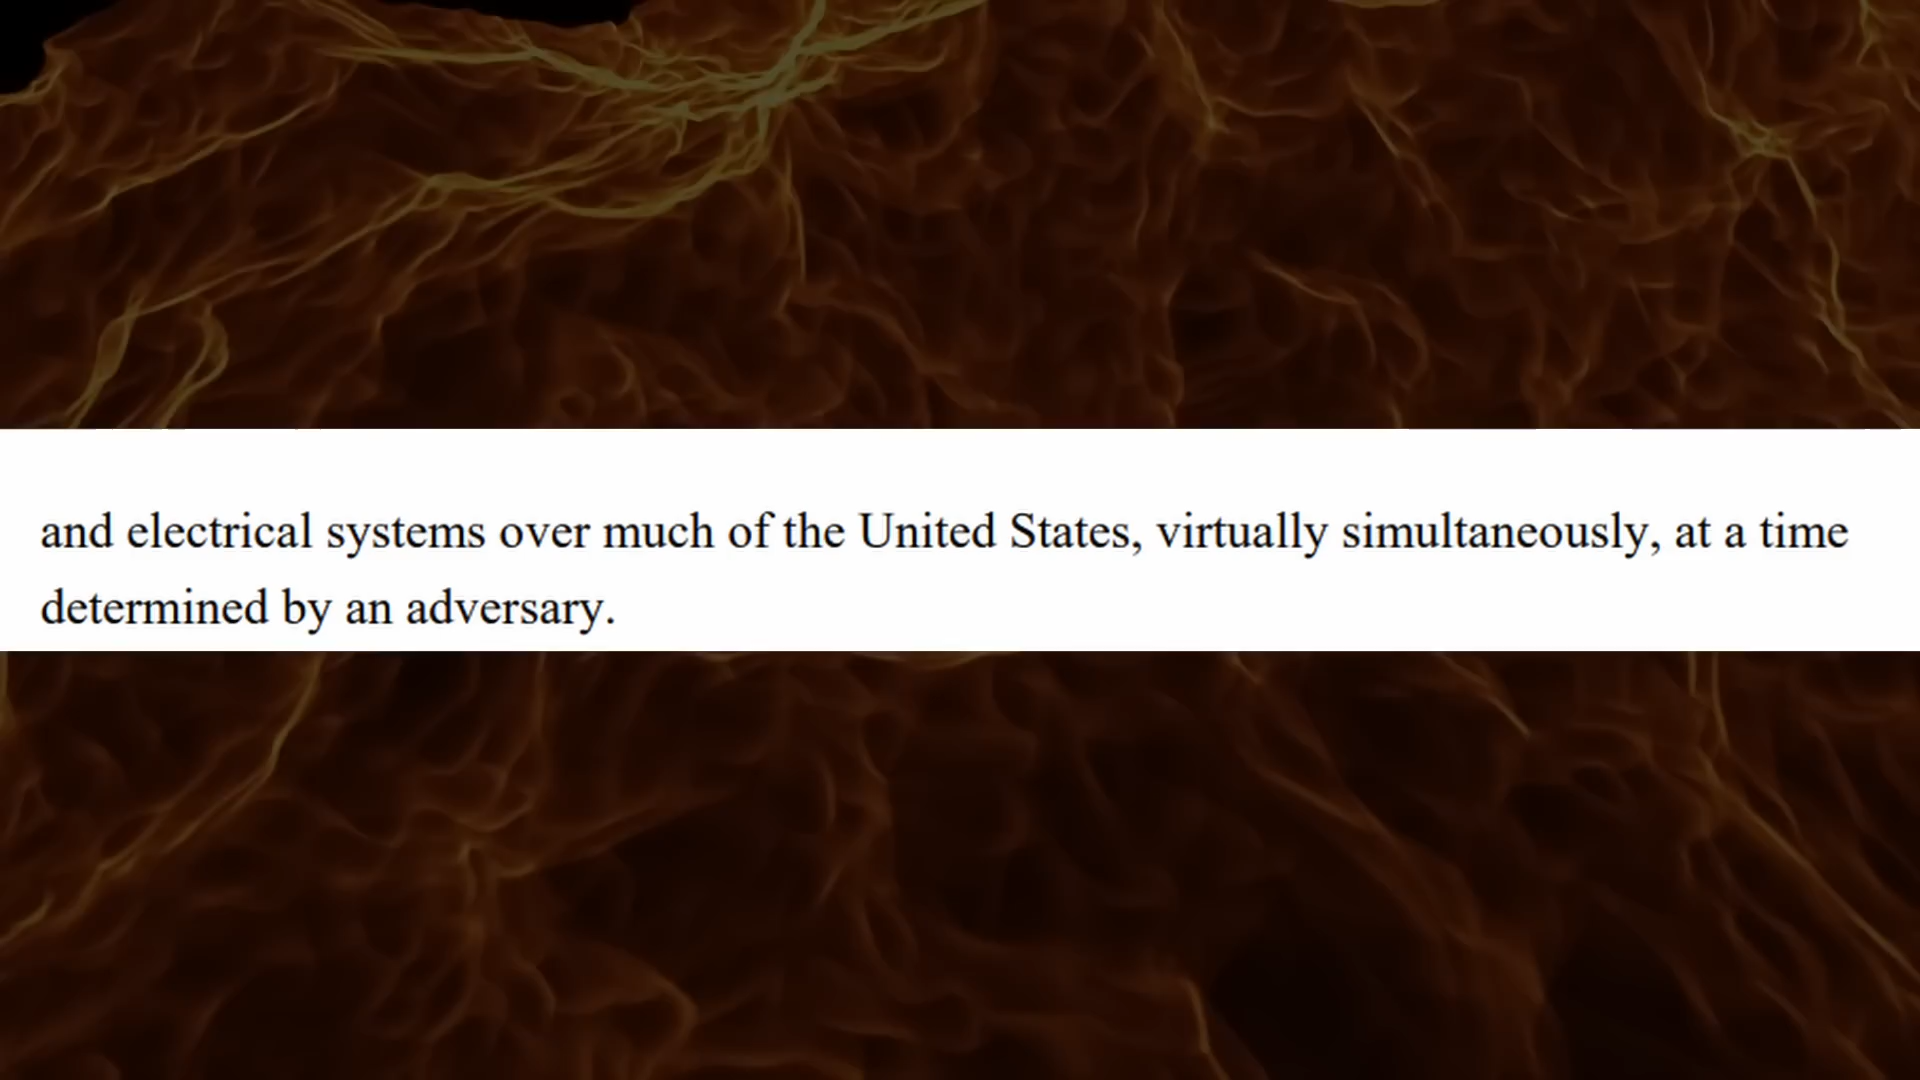 and electrical systems over much of the United States, virtually simultaneously, at a time
determined by an adversary.